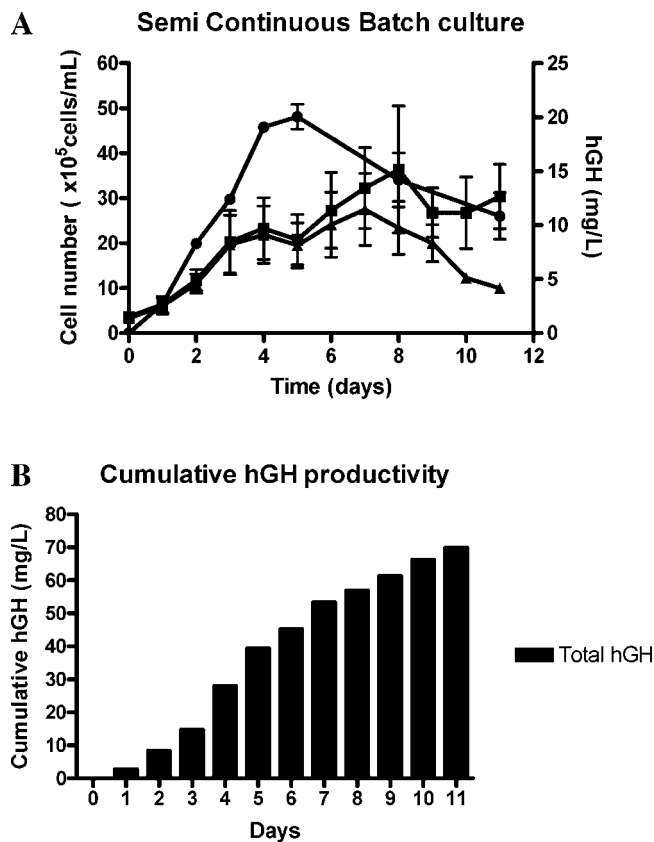 A
Semi Continuous Batch culture
Cell number ( x10⁵cells/mL)
60
50
40
30
20
10
0
hGH (mg/L)
25
20
15
10
5
0
0 2 4 6 8 10 12
Time (days)
B
Cumulative hGH productivity
Cumulative hGH (mg/L)
80
70
60
50
40
30
20
10
0
0 1 2 3 4 5 6 7 8 9 10 11
Days
Total hGH